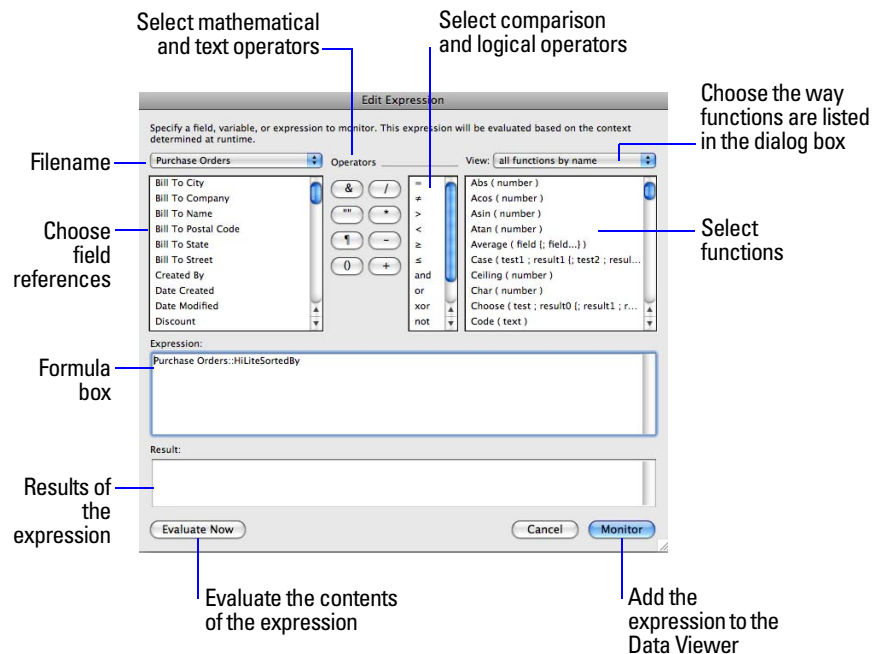 Select mathematical
and text operators
Select comparison
and logical operators
Choose the way
functions are listed
in the dialog box
Edit Expression
Specify a field, variable, or expression to monitor. This expression will be evaluated based on the context
determined at runtime.
Filename
Purchase Orders
Operators
View: all functions by name
Choose
field
references
Bill To City
Bill To Company
Bill To Name
Bill To Postal Code
Bill To State
Bill To Street
Created By
Date Created
Date Modified
Discount
& /
"" *
¶ -
() +
=
≠
>
<
≥
≤
and
or
xor
not
Abs ( number )
Acos ( number )
Asin ( number )
Atan ( number )
Average ( field {; field...} )
Case ( test1 ; result1 {; test2 ; resul...
Ceiling ( number )
Char ( number )
Choose ( test ; result0 {; result1 ; r...
Code ( text )
Select
functions
Expression:
Formula
box
Purchase Orders::HiLiteSortedBy
Result:
Results of
the
expression
Evaluate Now
Cancel
Monitor
Evaluate the contents
of the expression
Add the
expression to the
Data Viewer